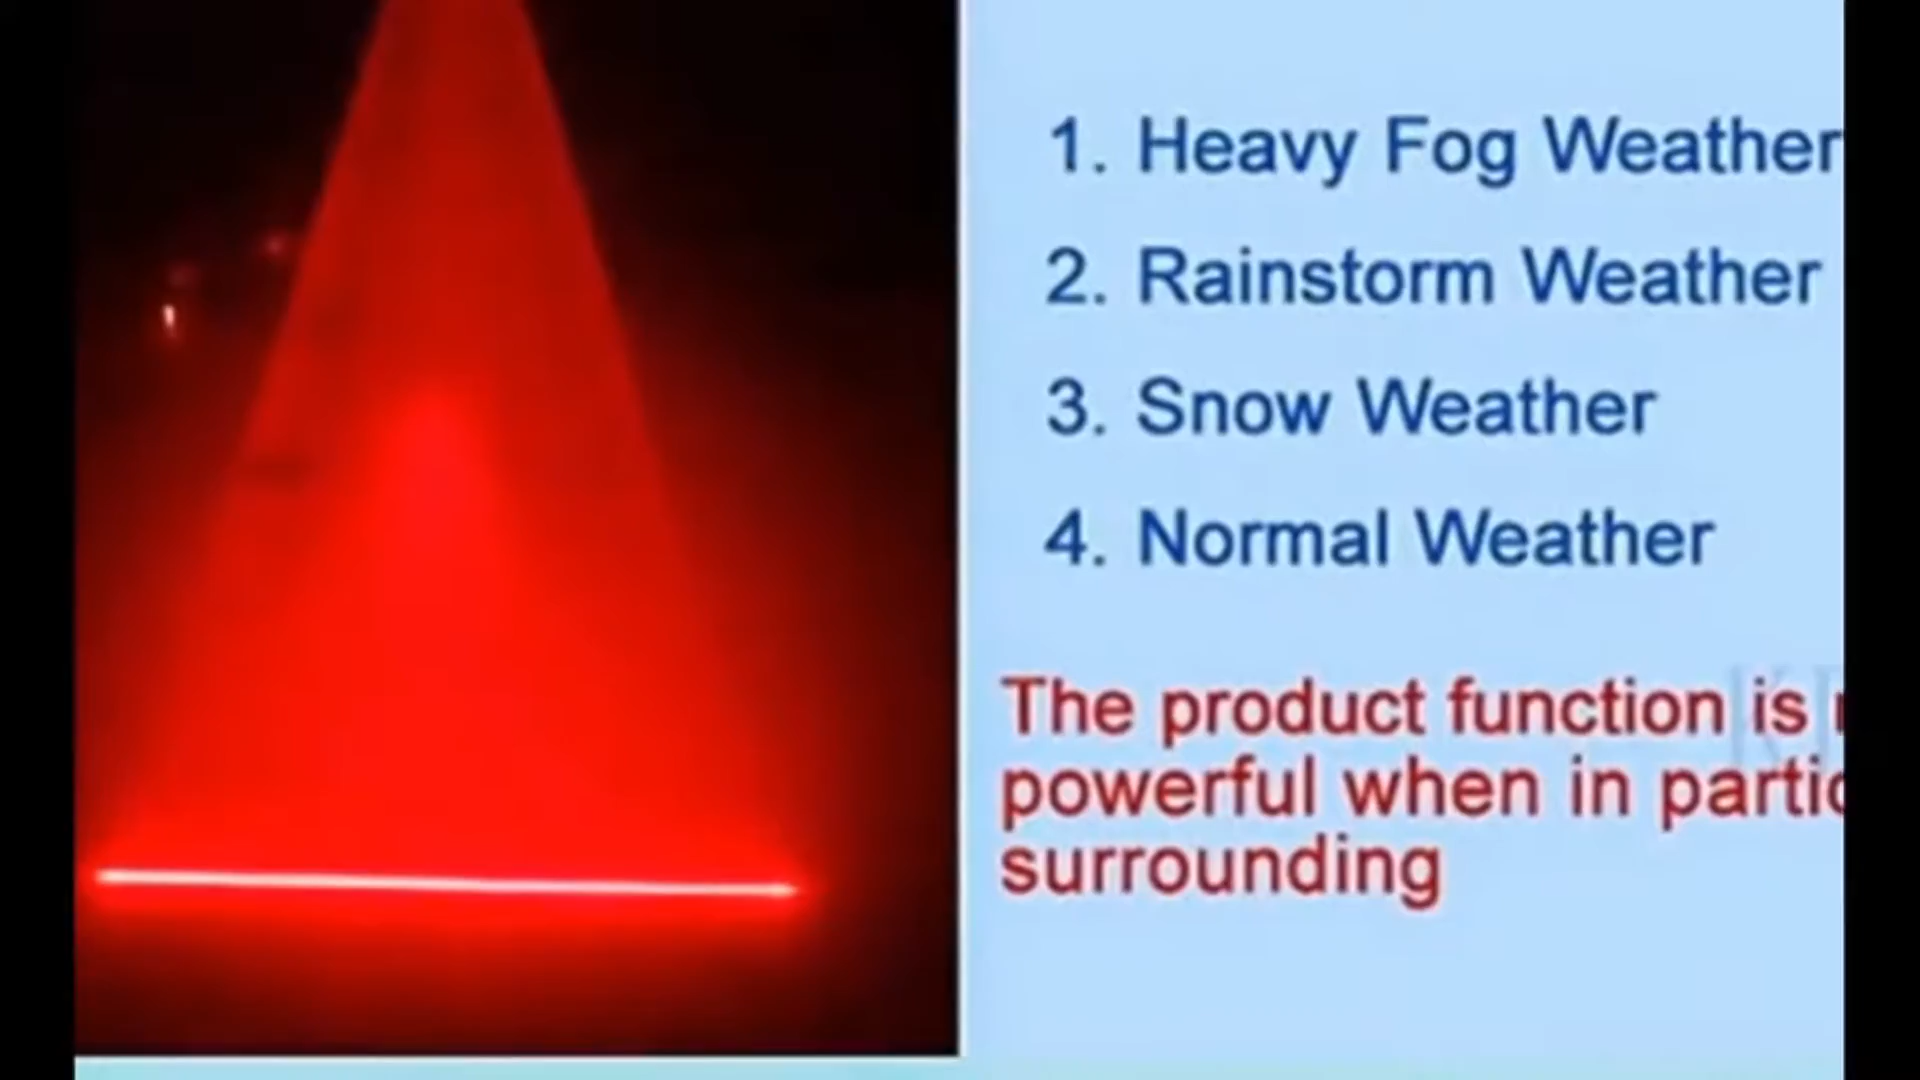 1. Heavy Fog Weather
2. Rainstorm Weather
3. Snow Weather
4. Normal Weather
The product function is
powerful when in
surrounding